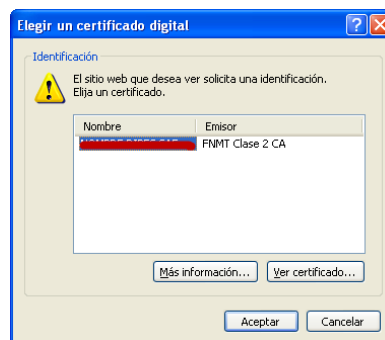 Elegir un certificado digital
Identificación
El sitio web que desea ver solicita una identificación.
Elija un certificado.
Nombre Emisor
FNMT Clase 2 CA
Más información... Ver certificado...
Aceptar Cancelar